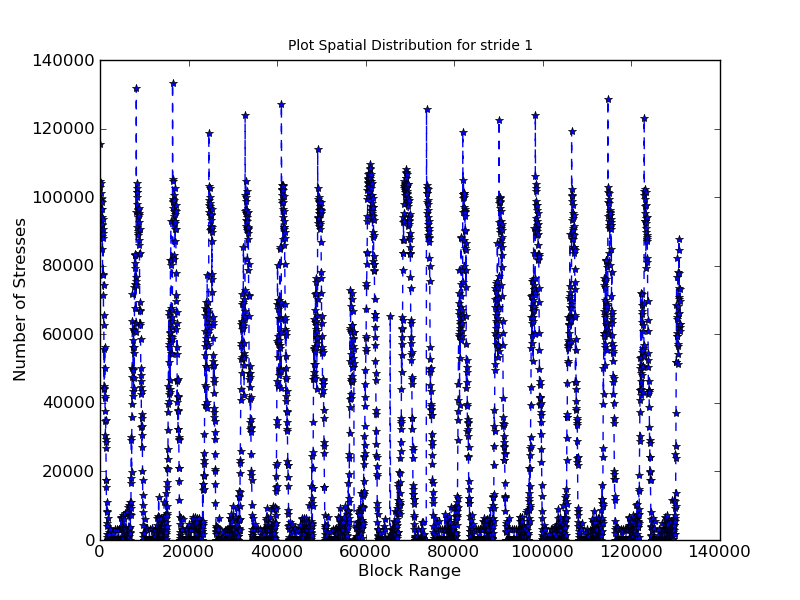 Plot Spatial Distribution for stride 1
140000
120000
100000
80000
60000
40000
20000
0
Number of Stresses
0 20000 40000 60000 80000 100000 120000 140000
Block Range